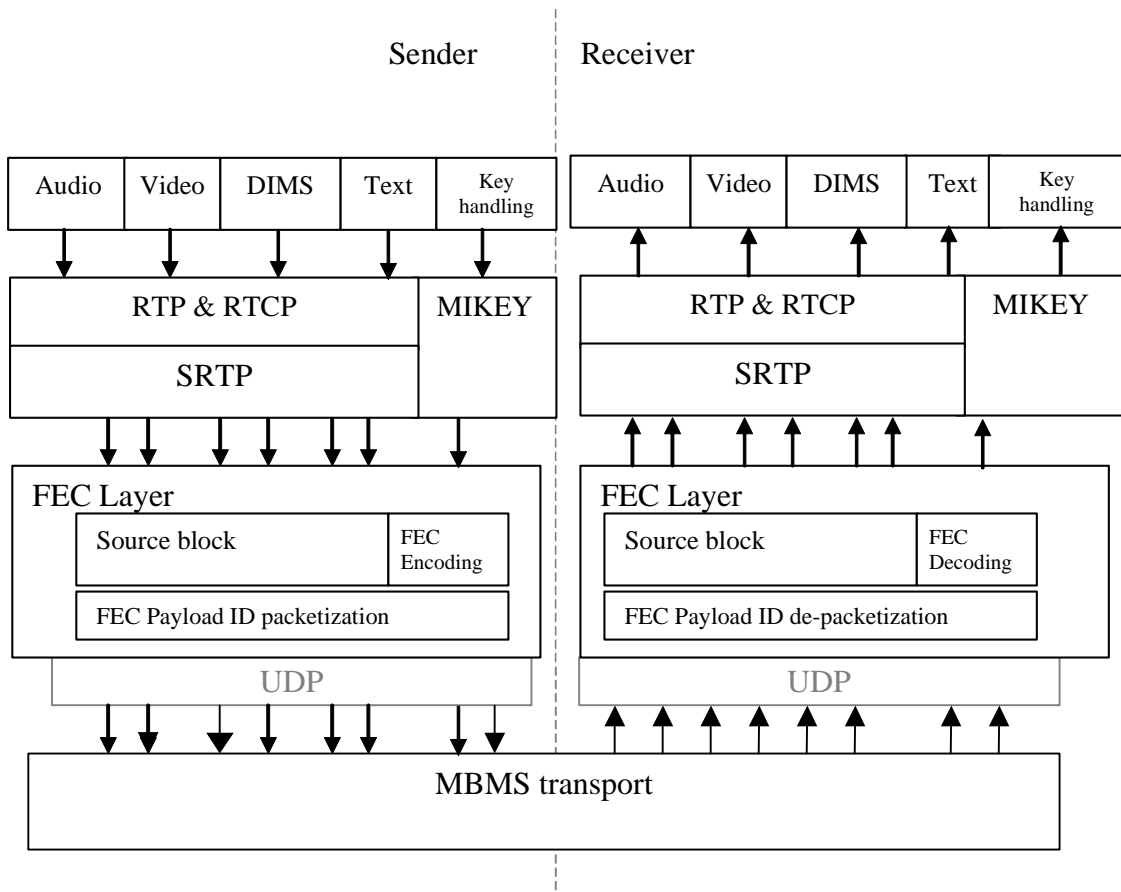 Sender Receiver
Audio Video DIMS Text Key handling Audio Video DIMS Text Key handling
RTP & RTCP MIKEY RTP & RTCP MIKEY
SRTP SRTP
FEC Layer FEC Layer
Source block FEC Encoding Source block FEC Decoding
FEC Payload ID packetization FEC Payload ID de-packetization
UDP UDP
MBMS transport